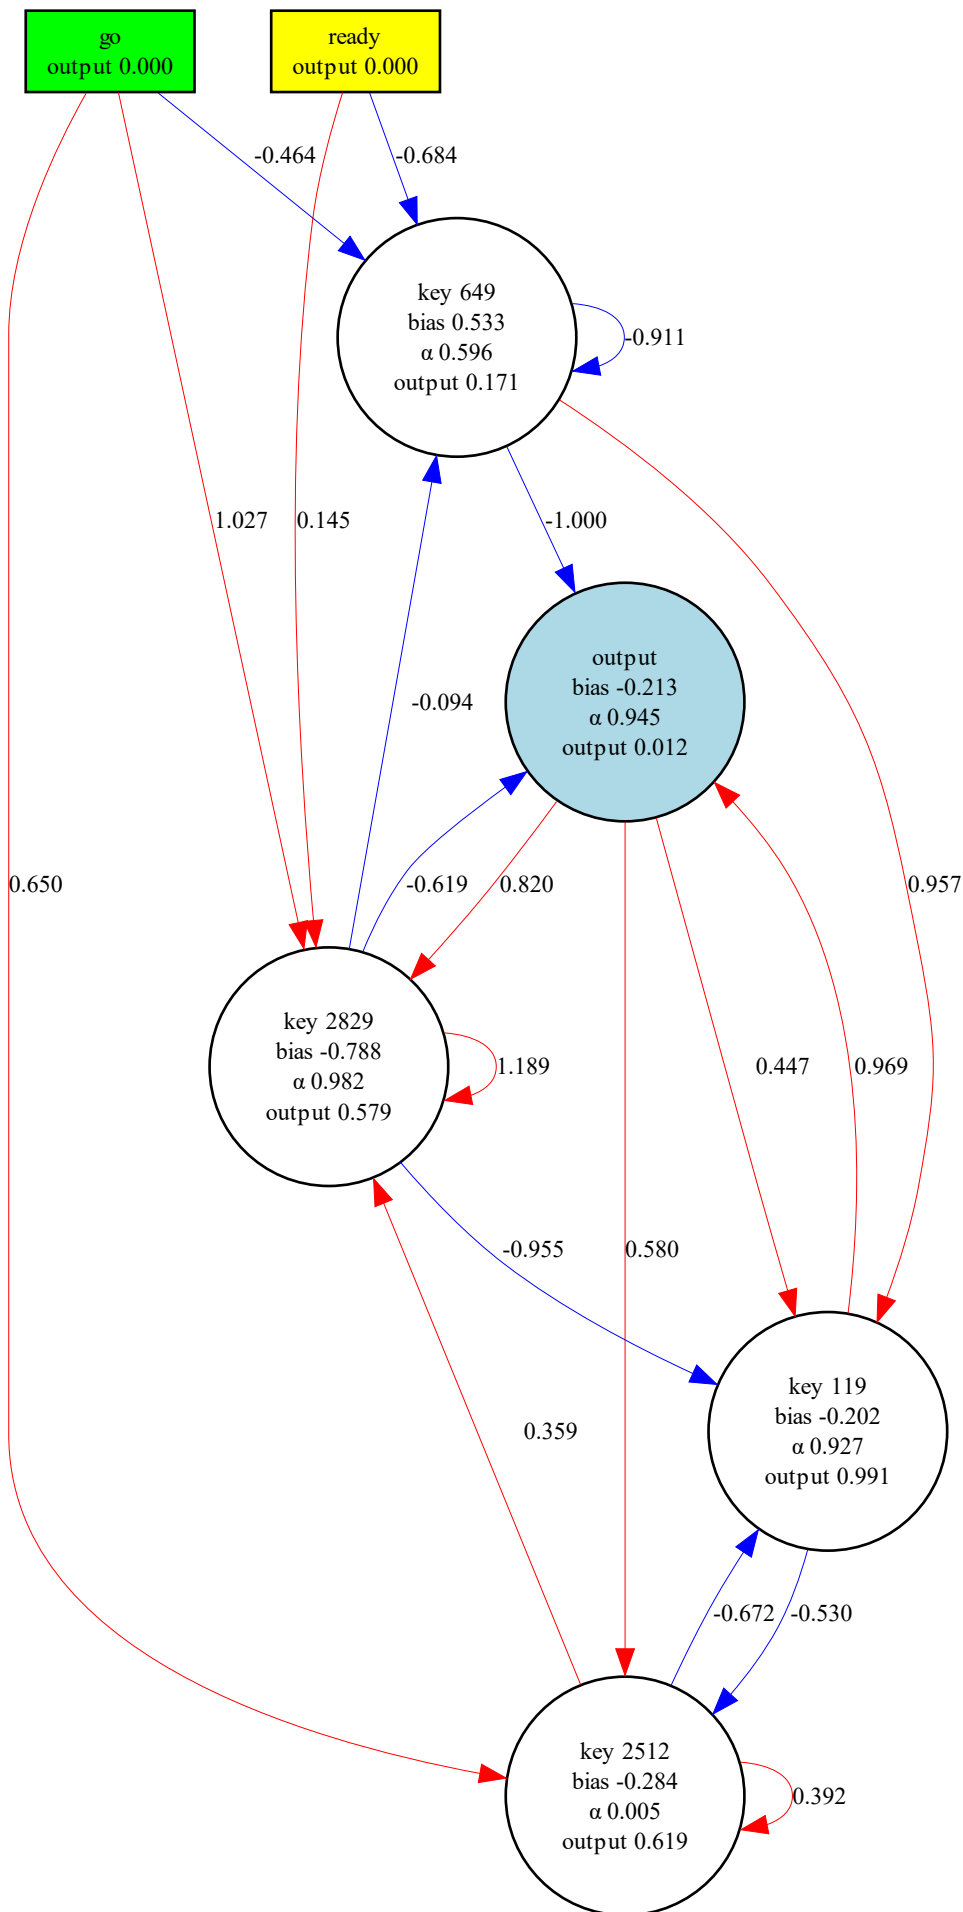 go
output 0.000
ready
output 0.000
-0.464
-0.684
key 649
bias 0.533
α 0.596
output 0.171
-0.911
1.027
0.145
-1.000
output
bias -0.213
α 0.945
output 0.012
-0.094
0.650
-0.619
0.820
0.957
key 2829
bias -0.788
α 0.982
output 0.579
1.189
0.447
0.969
-0.955
0.580
key 119
bias -0.202
α 0.927
output 0.991
0.359
-0.672
-0.530
key 2512
bias -0.284
α 0.005
output 0.619
0.392